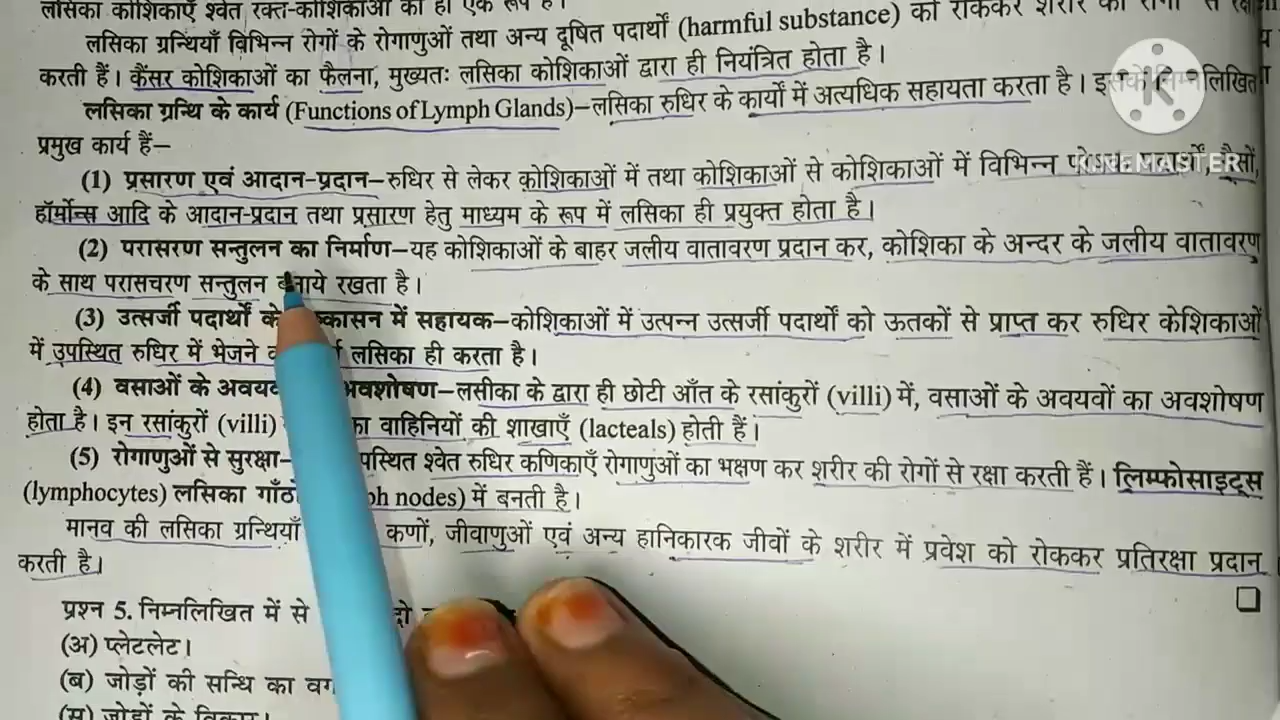 लसिका कोशिकाएँ श्वेत रक्त-कोशिकाओं का ही एक रूप है।
लसिका ग्रन्थियाँ विभिन्न रोगों के रोगाणुओं तथा अन्य दूषित पदार्थों (harmful substance) को रोककर शरीर की रोगों से रक्षा
करती हैं। कैंसर कोशिकाओं का फैलना, मुख्यतः लसिका कोशिकाओं द्वारा ही नियंत्रित होता है।
लसिका ग्रन्थि के कार्य (Functions of Lymph Glands)–लसिका रुधिर के कार्यों में अत्यधिक सहायता करता है। इसके निम्नलिखित
प्रमुख कार्य हैं–
(1) प्रसारण एवं आदान-प्रदान–रुधिर से लेकर कोशिकाओं में तथा कोशिकाओं से कोशिकाओं में विभिन्न गैसों,
हॉर्मोन्स आदि के आदान-प्रदान तथा प्रसारण हेतु माध्यम के रूप में लसिका ही प्रयुक्त होता है।
(2) परासरण सन्तुलन का निर्माण–यह कोशिकाओं के बाहर जलीय वातावरण प्रदान कर, कोशिका के अन्दर के जलीय वातावरण
के साथ परासचरण सन्तुलन बनाये रखता है।
(3) उत्सर्जी पदार्थों के में सहायक–कोशिकाओं में उत्पन्न उत्सर्जी पदार्थों को ऊतकों से प्राप्त कर रुधिर केशिकाओं
में उपस्थित रुधिर में भेजने लसिका ही करता है।
(4) वसाओं के अवशोषण–लसीका के द्वारा ही छोटी आँत के रसांकुरों (villi) में, वसाओं के अवयवों का अवशोषण
होता है। इन रसांकुरों (villi) वाहिनियों की शाखाएँ (lacteals) होती हैं।
(5) रोगाणुओं से सुरक्षा– श्वेत रुधिर कणिकाएँ रोगाणुओं का भक्षण कर शरीर की रोगों से रक्षा करती हैं। लिम्फोसाइट्स
(lymphocytes) लसिका nodes) में बनती है।
मानव की लसिका ग्रन्थियाँ कणों, जीवाणुओं एवं अन्य हानिकारक जीवों के शरीर में प्रवेश को रोककर प्रतिरक्षा प्रदान
करती है।
प्रश्न 5. निम्नलिखित में से
(अ) प्लेटलेट।
(ब) जोड़ों की सन्धि का
(स) जोड़ों के विकार।